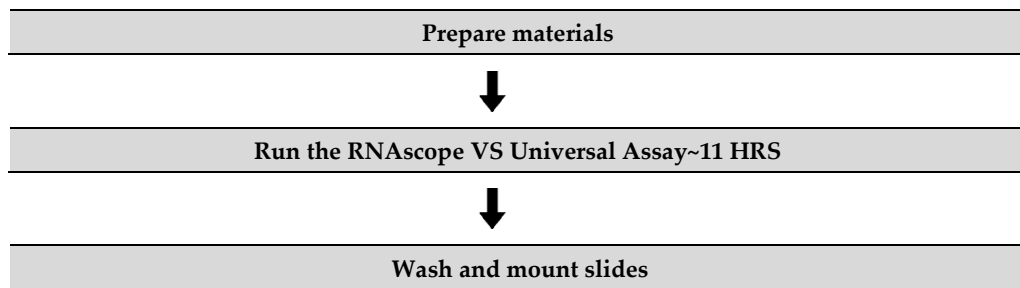 Prepare materials
Run the RNAscope VS Universal Assay~11 HRS
Wash and mount slides